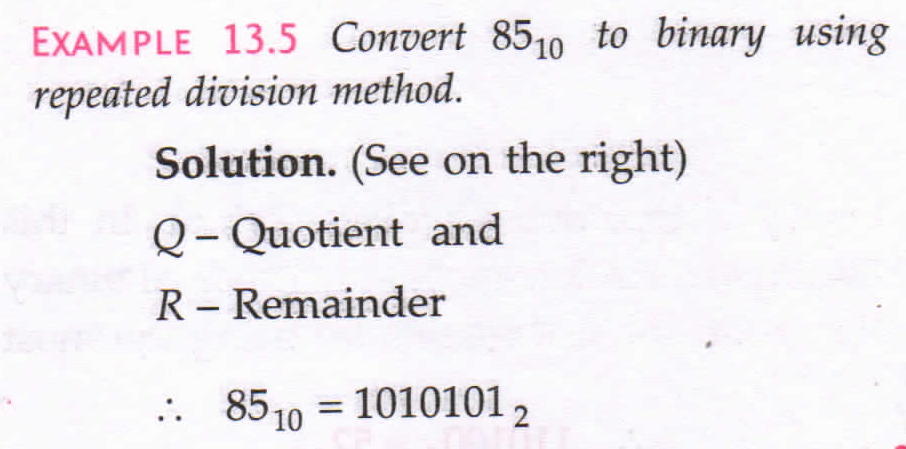 EXAMPLE 13.5 Convert 85₁₀ to binary using
repeated division method.
Solution. (See on the right)
Q – Quotient and
R – Remainder
∴ 85₁₀ = 1010101₂